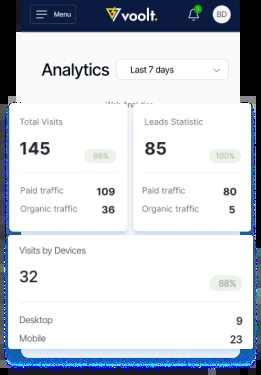 Menu
voolt.
1
BD
Analytics
Last 7 days
Web Analytics
Total Visits
145
98%
Paid traffic 109
Organic traffic 36
Leads Statistic
85
100%
Paid traffic 80
Organic traffic 5
Visits by Devices
32
88%
Desktop 9
Mobile 23